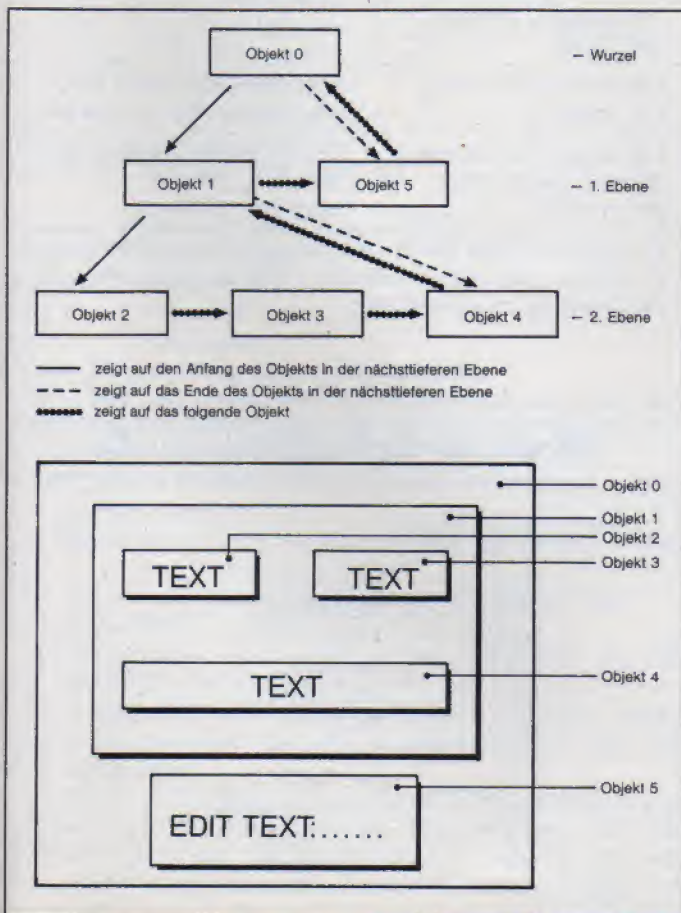 Objekt 0
– Wurzel
Objekt 1
Objekt 5
– 1. Ebene
Objekt 2
Objekt 3
Objekt 4
– 2. Ebene
zeigt auf den Anfang des Objekts in der nächsttieferen Ebene
zeigt auf das Ende des Objekts in der nächsttieferen Ebene
zeigt auf das folgende Objekt
Objekt 0
Objekt 1
Objekt 2
TEXT
TEXT
Objekt 3
TEXT
Objekt 4
Objekt 5
EDIT TEXT:......